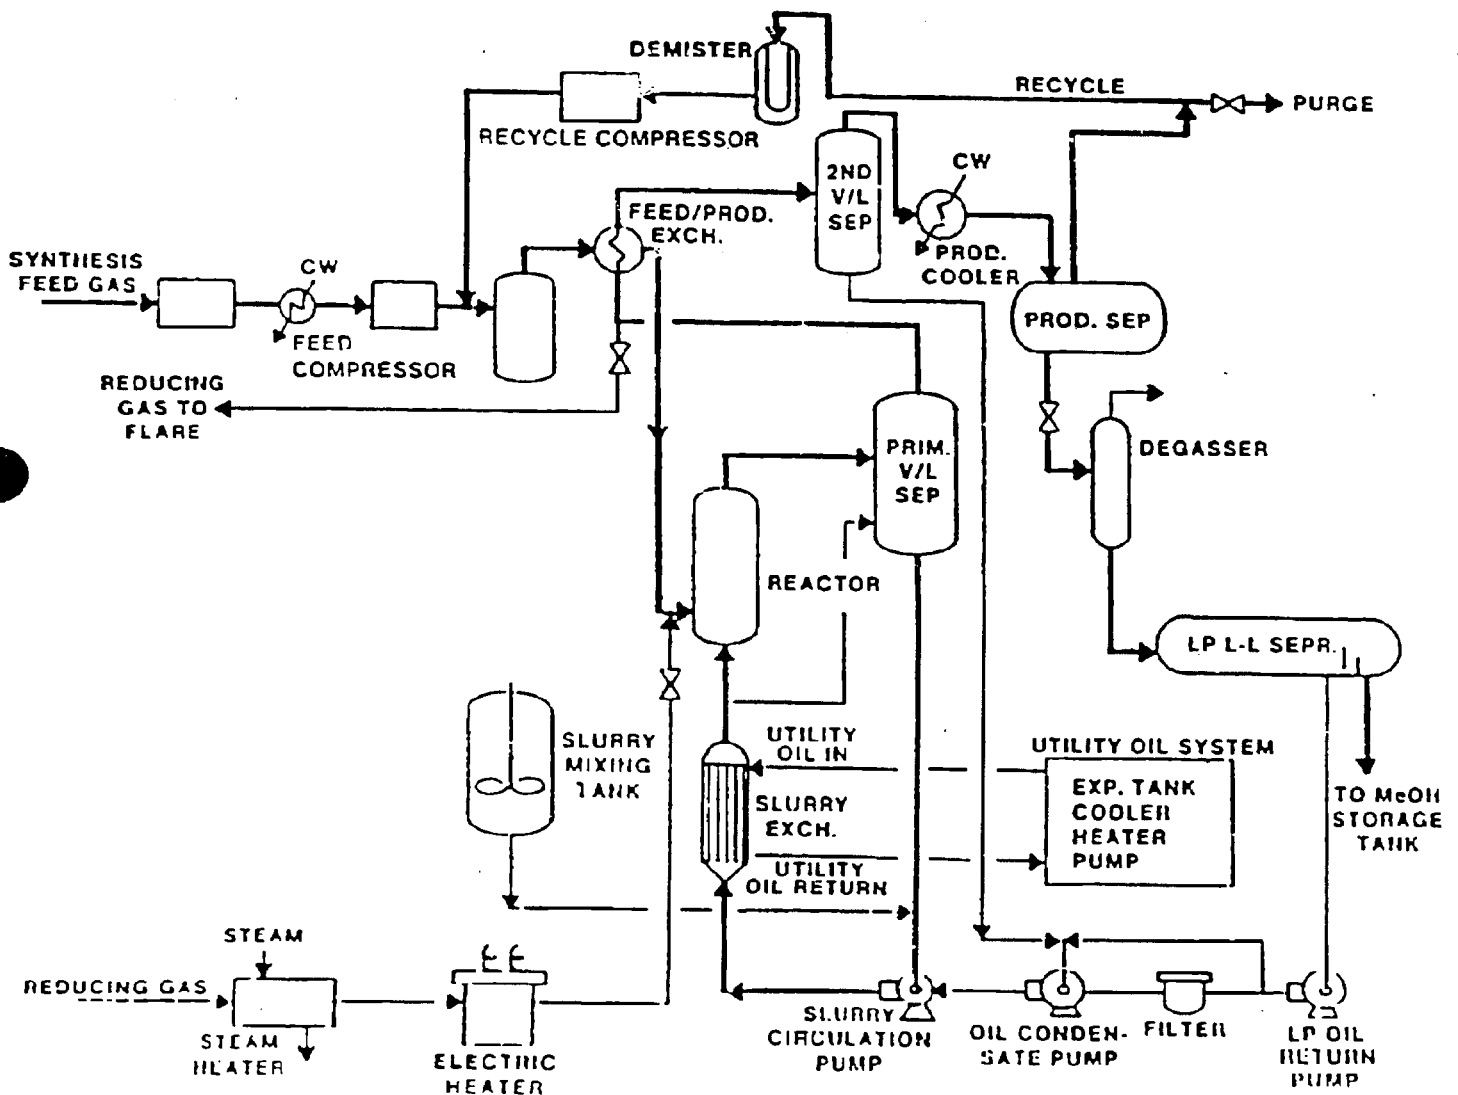 DEMISTER
RECYCLE
PURGE
RECYCLE COMPRESSOR
2ND
V/L
SEP
CW
FEED/PROD.
EXCH.
PROD.
COOLER
SYNTHESIS
FEED GAS
CW
PROD. SEP
FEED
COMPRESSOR
REDUCING
GAS TO
FLARE
PRIM.
V/L
SEP
DEGASSER
REACTOR
LP L-L SEPR.
SLURRY
MIXING
TANK
UTILITY
OIL IN
UTILITY OIL SYSTEM
EXP. TANK
COOLER
HEATER
PUMP
SLURRY
EXCH.
TO MeOH
STORAGE
TANK
UTILITY
OIL RETURN
STEAM
REDUCING GAS
STEAM
HEATER
ELECTRIC
HEATER
SLURRY
CIRCULATION
PUMP
OIL CONDEN-
SATE PUMP
FILTER
LP OIL
RETURN
PUMP